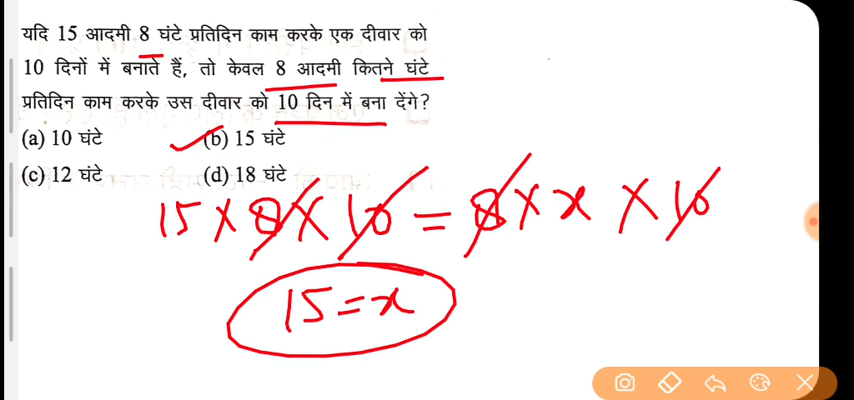 यदि 15 आदमी 8 घंटे प्रतिदिन काम करके एक दीवार को
10 दिनों में बनाते हैं, तो केवल 8 आदमी कितने घंटे
प्रतिदिन काम करके उस दीवार को 10 दिन में बना देंगे?
(a) 10 घंटे (b) 15 घंटे
(c) 12 घंटे (d) 18 घंटे
15 × 8 × 10 = 8 × x × 10
15 = x